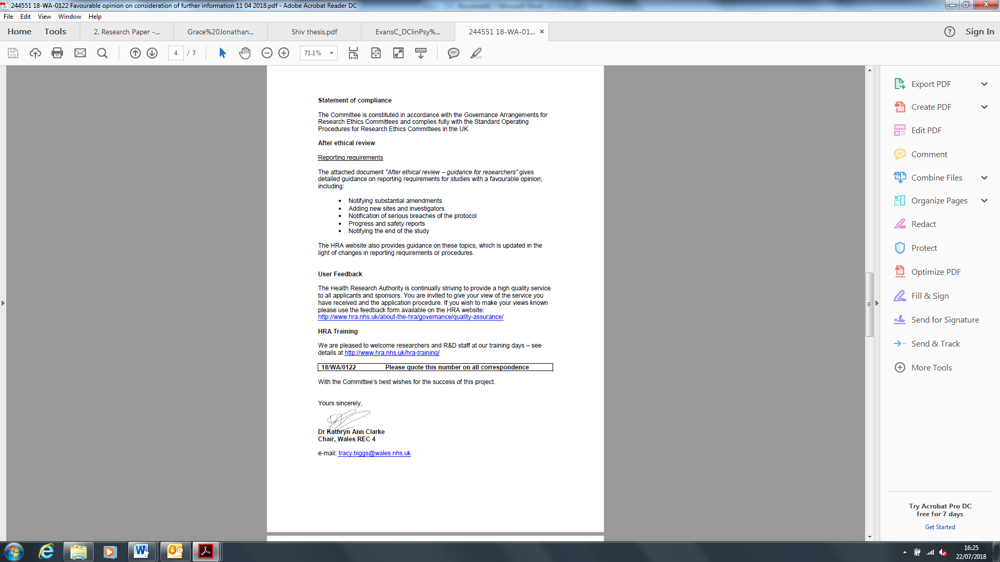 244551 18-WA-0122 Favourable opinion on consideration of further information 11 04 2018.pdf - Adobe Acrobat Reader DC
File Edit View Window Help
Home Tools 2. Research Paper -... Grace%20Jonathan... Shiv thesis.pdf EvansC_DClinPsy%... 244551 18-WA-01... × Sign In
4 / 7 71.1%
Statement of compliance
The Committee is constituted in accordance with the Governance Arrangements for
Research Ethics Committees and complies fully with the Standard Operating
Procedures for Research Ethics Committees in the UK.
After ethical review
Reporting requirements
The attached document “After ethical review – guidance for researchers” gives
detailed guidance on reporting requirements for studies with a favourable opinion,
including:
• Notifying substantial amendments
• Adding new sites and investigators
• Notification of serious breaches of the protocol
• Progress and safety reports
• Notifying the end of the study
The HRA website also provides guidance on these topics, which is updated in the
light of changes in reporting requirements or procedures.
User Feedback
The Health Research Authority is continually striving to provide a high quality service
to all applicants and sponsors. You are invited to give your view of the service you
have received and the application procedure. If you wish to make your views known
please use the feedback form available on the HRA website:
http://www.hra.nhs.uk/about-the-hra/governance/quality-assurance/
HRA Training
We are pleased to welcome researchers and R&D staff at our training days – see
details at http://www.hra.nhs.uk/hra-training/
18/WA/0122 Please quote this number on all correspondence
With the Committee’s best wishes for the success of this project.
Yours sincerely,
Dr Kathryn Ann Clarke
Chair, Wales REC 4
e-mail: tracy.biggs@wales.nhs.uk
Export PDF
Create PDF
Edit PDF
Comment
Combine Files
Organize Pages
Redact
Protect
Optimize PDF
Fill & Sign
Send for Signature
Send & Track
More Tools
Try Acrobat Pro DC
free for 7 days
Get Started
16:25
22/07/2018